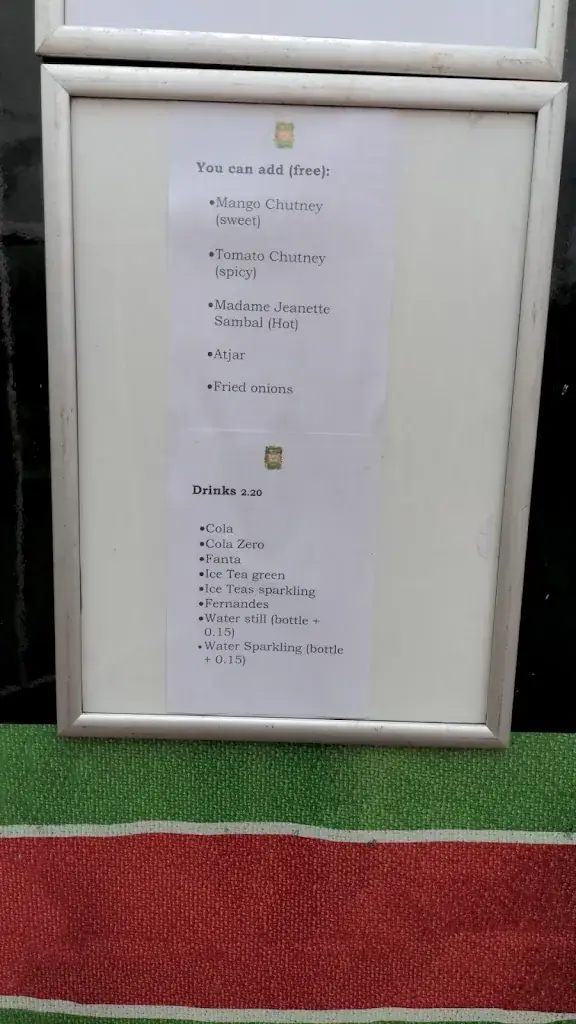 You can add (free):
•Mango Chutney
(sweet)
•Tomato Chutney
(spicy)
•Madame Jeanette
Sambal (Hot)
•Atjar
•Fried onions
Drinks 2.20
•Cola
•Cola Zero
•Fanta
•Ice Tea green
•Ice Teas sparkling
•Fernandes
•Water still (bottle +
0.15)
•Water Sparkling (bottle
+ 0.15)